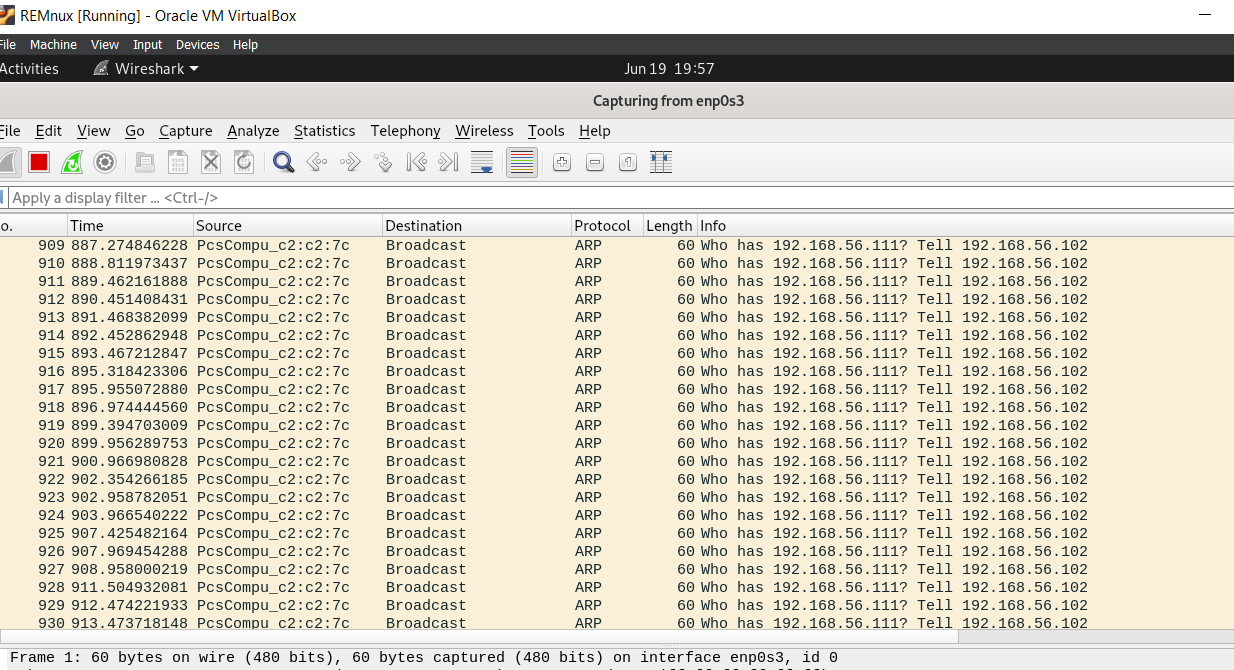 REMnux [Running] - Oracle VM VirtualBox
File Machine View Input Devices Help
Activities Wireshark Jun 19 19:57
Capturing from enp0s3
File Edit View Go Capture Analyze Statistics Telephony Wireless Tools Help
Apply a display filter ... <Ctrl-/>
o. Time Source Destination Protocol Length Info
909 887.274846228 PcsCompu_c2:c2:7c Broadcast ARP 60 Who has 192.168.56.111? Tell 192.168.56.102
910 888.811973437 PcsCompu_c2:c2:7c Broadcast ARP 60 Who has 192.168.56.111? Tell 192.168.56.102
911 889.462161888 PcsCompu_c2:c2:7c Broadcast ARP 60 Who has 192.168.56.111? Tell 192.168.56.102
912 890.451408431 PcsCompu_c2:c2:7c Broadcast ARP 60 Who has 192.168.56.111? Tell 192.168.56.102
913 891.468382099 PcsCompu_c2:c2:7c Broadcast ARP 60 Who has 192.168.56.111? Tell 192.168.56.102
914 892.452862948 PcsCompu_c2:c2:7c Broadcast ARP 60 Who has 192.168.56.111? Tell 192.168.56.102
915 893.467212847 PcsCompu_c2:c2:7c Broadcast ARP 60 Who has 192.168.56.111? Tell 192.168.56.102
916 895.318423306 PcsCompu_c2:c2:7c Broadcast ARP 60 Who has 192.168.56.111? Tell 192.168.56.102
917 895.955072880 PcsCompu_c2:c2:7c Broadcast ARP 60 Who has 192.168.56.111? Tell 192.168.56.102
918 896.974444560 PcsCompu_c2:c2:7c Broadcast ARP 60 Who has 192.168.56.111? Tell 192.168.56.102
919 899.394703009 PcsCompu_c2:c2:7c Broadcast ARP 60 Who has 192.168.56.111? Tell 192.168.56.102
920 899.956289753 PcsCompu_c2:c2:7c Broadcast ARP 60 Who has 192.168.56.111? Tell 192.168.56.102
921 900.966980828 PcsCompu_c2:c2:7c Broadcast ARP 60 Who has 192.168.56.111? Tell 192.168.56.102
922 902.354266185 PcsCompu_c2:c2:7c Broadcast ARP 60 Who has 192.168.56.111? Tell 192.168.56.102
923 902.958782051 PcsCompu_c2:c2:7c Broadcast ARP 60 Who has 192.168.56.111? Tell 192.168.56.102
924 903.966540222 PcsCompu_c2:c2:7c Broadcast ARP 60 Who has 192.168.56.111? Tell 192.168.56.102
925 907.425482164 PcsCompu_c2:c2:7c Broadcast ARP 60 Who has 192.168.56.111? Tell 192.168.56.102
926 907.969454288 PcsCompu_c2:c2:7c Broadcast ARP 60 Who has 192.168.56.111? Tell 192.168.56.102
927 908.958000219 PcsCompu_c2:c2:7c Broadcast ARP 60 Who has 192.168.56.111? Tell 192.168.56.102
928 911.504932081 PcsCompu_c2:c2:7c Broadcast ARP 60 Who has 192.168.56.111? Tell 192.168.56.102
929 912.474221933 PcsCompu_c2:c2:7c Broadcast ARP 60 Who has 192.168.56.111? Tell 192.168.56.102
930 913.473718148 PcsCompu_c2:c2:7c Broadcast ARP 60 Who has 192.168.56.111? Tell 192.168.56.102
Frame 1: 60 bytes on wire (480 bits), 60 bytes captured (480 bits) on interface enp0s3, id 0